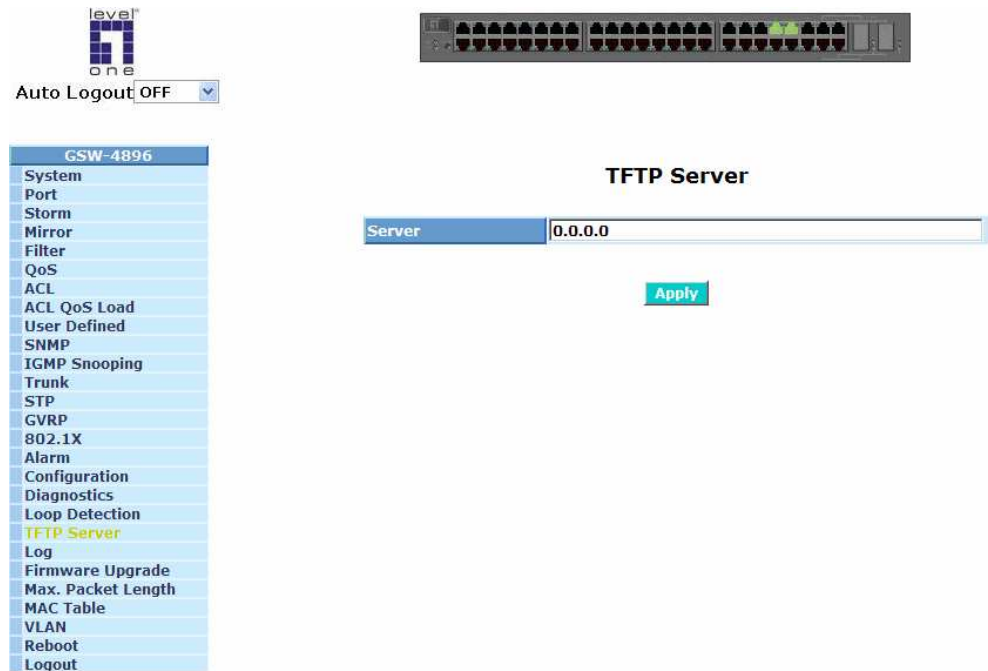 level
one
Auto Logout OFF
GSW-4896
System
Port
Storm
Mirror
Filter
QoS
ACL
ACL QoS Load
User Defined
SNMP
IGMP Snooping
Trunk
STP
GVRP
802.1X
Alarm
Configuration
Diagnostics
Loop Detection
TFTP Server
Log
Firmware Upgrade
Max. Packet Length
MAC Table
VLAN
Reboot
Logout
TFTP Server
Server 0.0.0.0
Apply